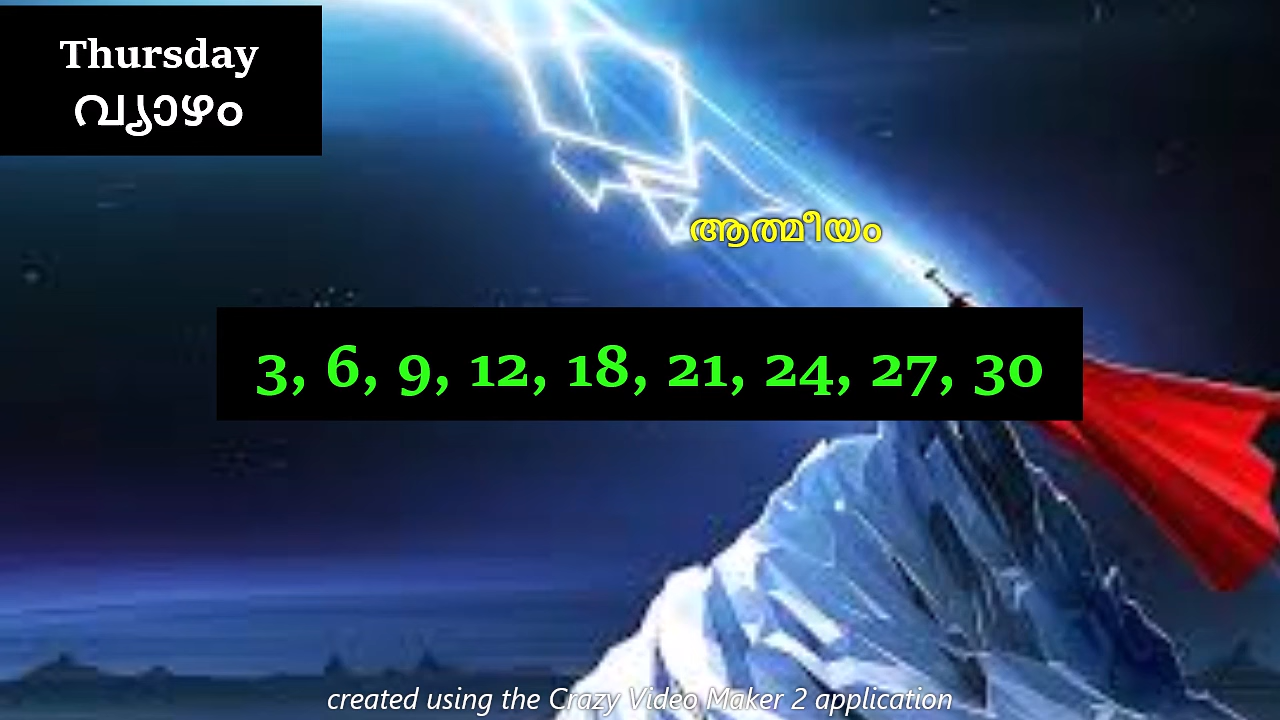 Thursday
വ്യാഴം
ആത്മീയം
3, 6, 9, 12, 18, 21, 24, 27, 30
created using the Crazy Video Maker 2 application